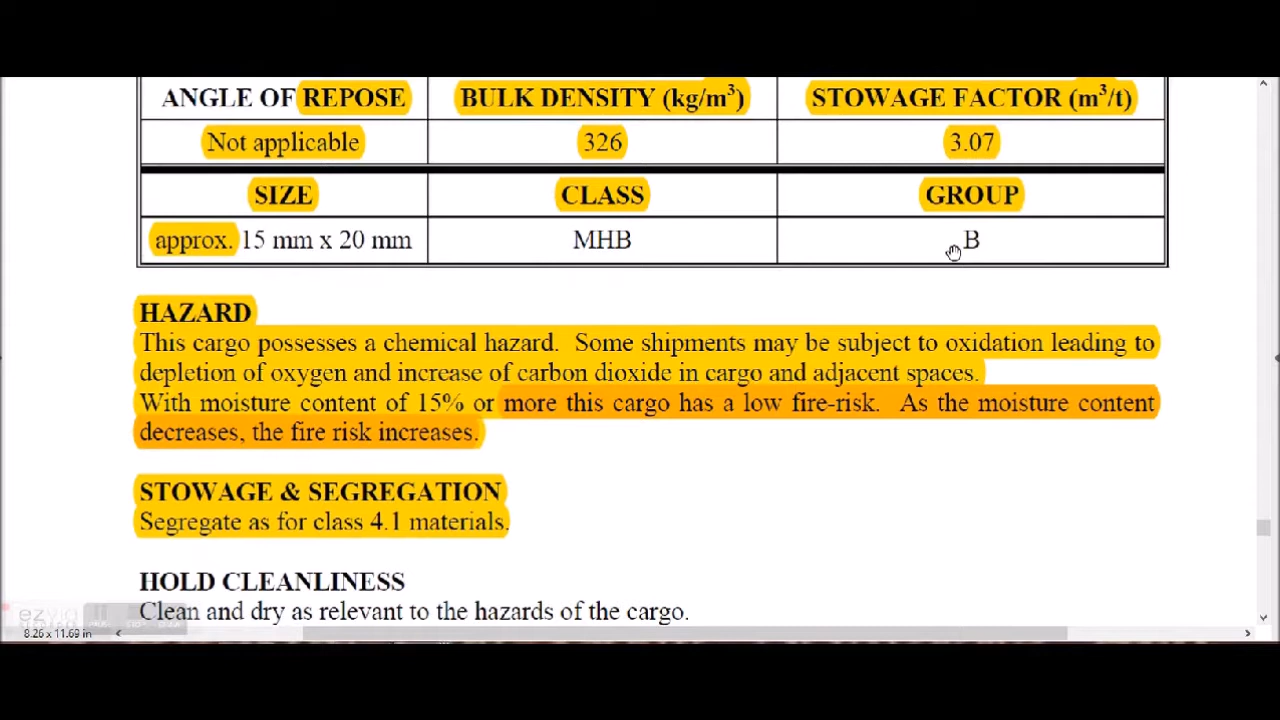 ANGLE OF REPOSE BULK DENSITY (kg/m³) STOWAGE FACTOR (m³/t)
Not applicable 326 3.07
SIZE CLASS GROUP
approx. 15 mm x 20 mm MHB B
HAZARD
This cargo possesses a chemical hazard. Some shipments may be subject to oxidation leading to
depletion of oxygen and increase of carbon dioxide in cargo and adjacent spaces.
With moisture content of 15% or more this cargo has a low fire-risk. As the moisture content
decreases, the fire risk increases.
STOWAGE & SEGREGATION
Segregate as for class 4.1 materials.
HOLD CLEANLINESS
Clean and dry as relevant to the hazards of the cargo.
8.26 x 11.69 in